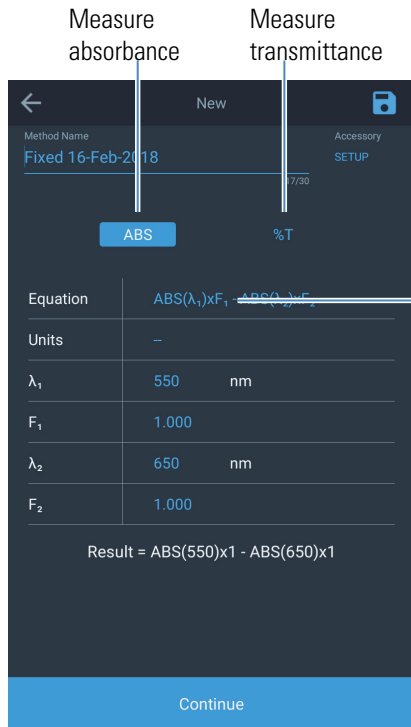 Measure
absorbance
Measure
transmittance
New
Method Name
Accessory
Fixed 16-Feb-2018
SETUP
17/30
ABS
%T
Equation
ABS(λ₁)xF₁ - ABS(λ₂)xF₂
Units
--
λ₁
550 nm
F₁
1.000
λ₂
650 nm
F₂
1.000
Result = ABS(550)x1 - ABS(650)x1
Continue